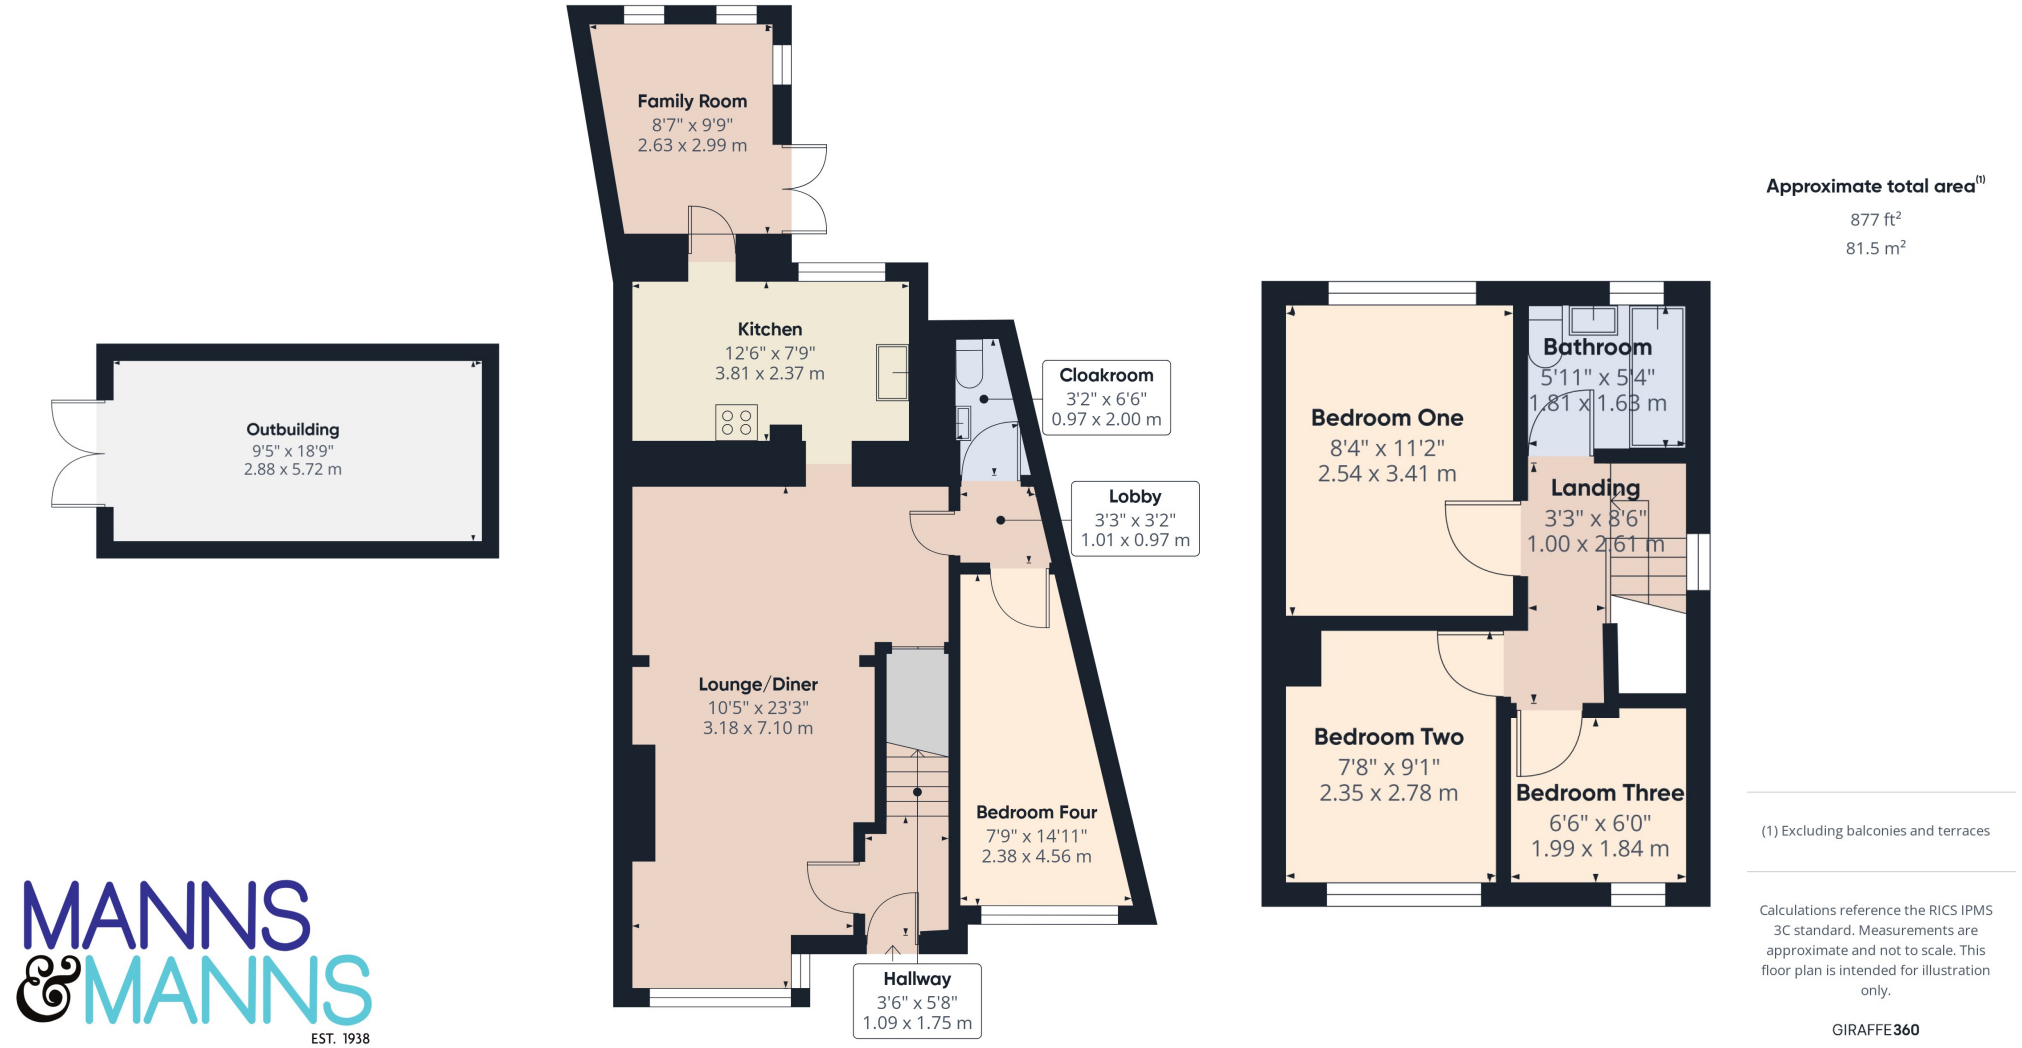 Family Room
8'7" x 9'9"
2.63 x 2.99 m
Kitchen
12'6" x 7'9"
3.81 x 2.37 m
Cloakroom
3'2" x 6'6"
0.97 x 2.00 m
Lobby
3'3" x 3'2"
1.01 x 0.97 m
Outbuilding
9'5" x 18'9"
2.88 x 5.72 m
Lounge/Diner
10'5" x 23'3"
3.18 x 7.10 m
Bedroom Four
7'9" x 14'11"
2.38 x 4.56 m
Hallway
3'6" x 5'8"
1.09 x 1.75 m
Bedroom One
8'4" x 11'2"
2.54 x 3.41 m
Bathroom
5'11" x 5'4"
1.81 x 1.63 m
Landing
3'3" x 8'6"
1.00 x 2.61 m
Bedroom Two
7'8" x 9'1"
2.35 x 2.78 m
Bedroom Three
6'6" x 6'0"
1.99 x 1.84 m
Approximate total area(1)
877 ft²
81.5 m²
(1) Excluding balconies and terraces
Calculations reference the RICS IPMS
3C standard. Measurements are
approximate and not to scale. This
floor plan is intended for illustration
only.
GIRAFFE360
MANNS
&MANNS
EST. 1938